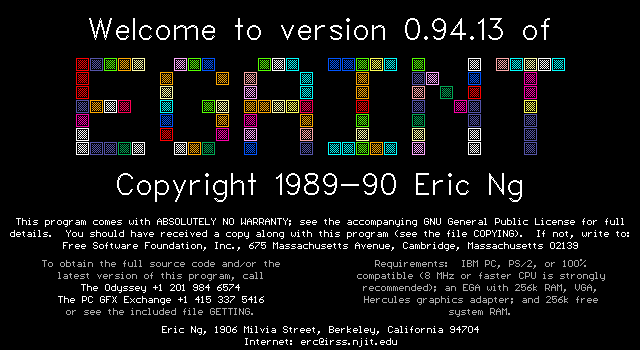 Welcome to version 0.94.13 of
EGAINT
Copyright 1989-90 Eric Ng
This program comes with ABSOLUTELY NO WARRANTY; see the accompanying GNU General Public License for full
details.  You should have received a copy along with this program (see the file COPYING).  If not, write to:
Free Software Foundation, Inc., 675 Massachusetts Avenue, Cambridge, Massachusetts 02139
To obtain the full source code and/or the
latest version of this program, call
The Odyssey +1 201 984 6574
The PC GFX Exchange +1 415 337 5416
or see the included file GETTING.
Requirements:  IBM PC, PS/2, or 100%
compatible (8 MHz or faster CPU is strongly
recommended); an EGA with 256k RAM, VGA,
Hercules graphics adapter; and 256k free
system RAM.
Eric Ng, 1906 Milvia Street, Berkeley, California 94704
Internet: erc@irss.njit.edu